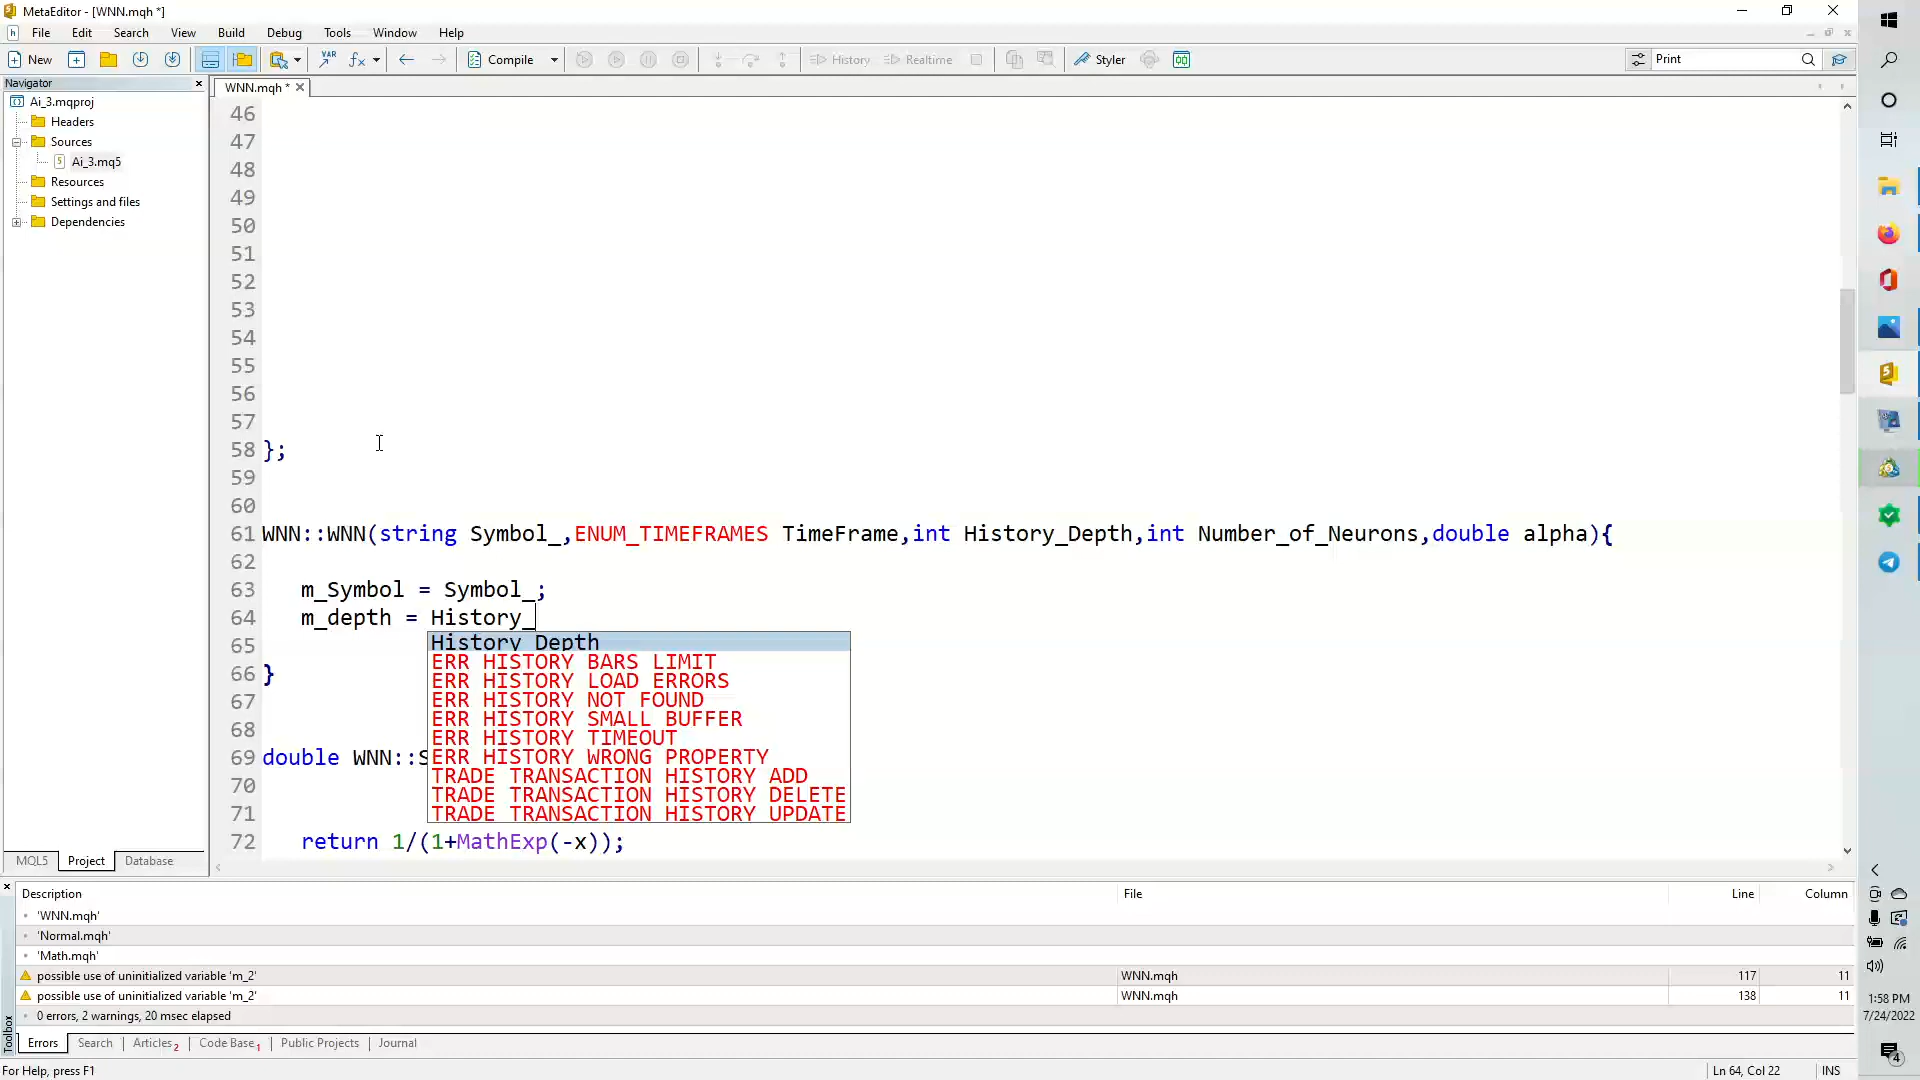 MetaEditor - [WNN.mqh *]
File Edit Search View Build Debug Tools Window Help
New VAR Compile History Realtime Styler Print
Navigator
WNN.mqh *
Ai_3.mqproj
Headers
Sources
Ai_3.mq5
Resources
Settings and files
Dependencies
46
47
48
49
50
51
52
53
54
55
56
57
58 };
59
60
61 WNN::WNN(string Symbol_,ENUM_TIMEFRAMES TimeFrame,int History_Depth,int Number_of_Neurons,double alpha){
62
63 m_Symbol = Symbol_;
64 m_depth = History_
65
66 }
67
68
69 double WNN::S
70
71
72 return 1/(1+MathExp(-x));
History_Depth
ERR_HISTORY_BARS_LIMIT
ERR_HISTORY_LOAD_ERRORS
ERR_HISTORY_NOT_FOUND
ERR_HISTORY_SMALL_BUFFER
ERR_HISTORY_TIMEOUT
ERR_HISTORY_WRONG_PROPERTY
TRADE_TRANSACTION_HISTORY_ADD
TRADE_TRANSACTION_HISTORY_DELETE
TRADE_TRANSACTION_HISTORY_UPDATE
MQL5 Project Database
Description File Line Column
'WNN.mqh'
'Normal.mqh'
'Math.mqh'
possible use of uninitialized variable 'm_2' WNN.mqh 117 11
possible use of uninitialized variable 'm_2' WNN.mqh 138 11
0 errors, 2 warnings, 20 msec elapsed
Toolbox
Errors Search Articles 2 Code Base 1 Public Projects Journal
For Help, press F1 Ln 64, Col 22 INS
1:58 PM
7/24/2022
4